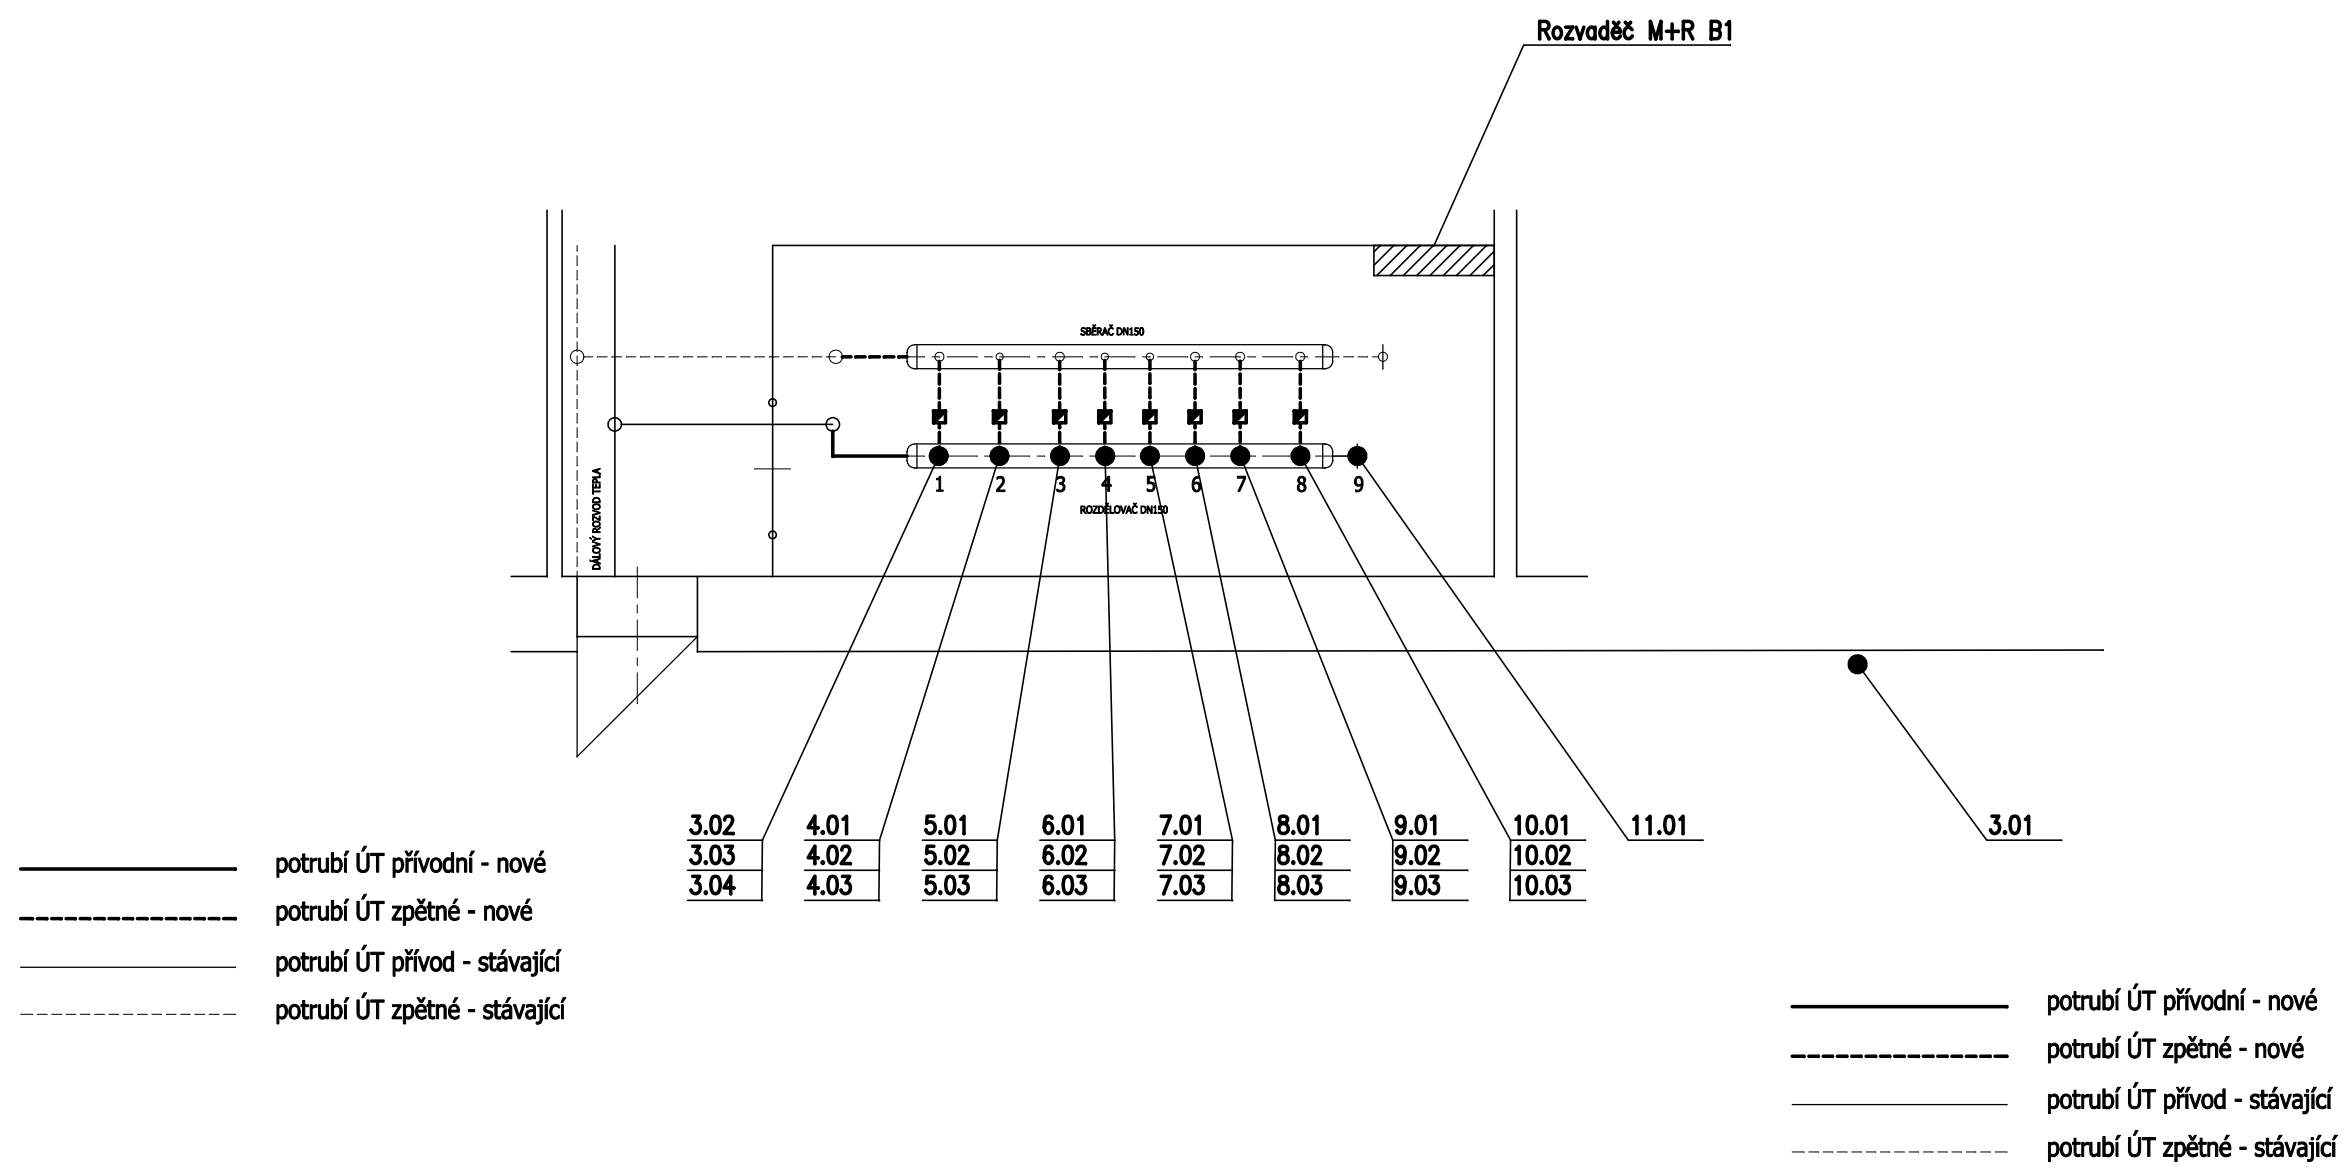 Rozvaděč M+R B1
SBĚRAČ DN150
DÁLOVÝ ROZVOD TEPLA
1 2 3 4 5 6 7 8 9
ROZDĚLOVAČ DN150
3.02 4.01 5.01 6.01 7.01 8.01 9.01 10.01 11.01 3.01
3.03 4.02 5.02 6.02 7.02 8.02 9.02 10.02
3.04 4.03 5.03 6.03 7.03 8.03 9.03 10.03
potrubí ÚT přívodní - nové
potrubí ÚT zpětné - nové
potrubí ÚT přívod - stávající
potrubí ÚT zpětné - stávající
potrubí ÚT přívodní - nové
potrubí ÚT zpětné - nové
potrubí ÚT přívod - stávající
potrubí ÚT zpětné - stávající